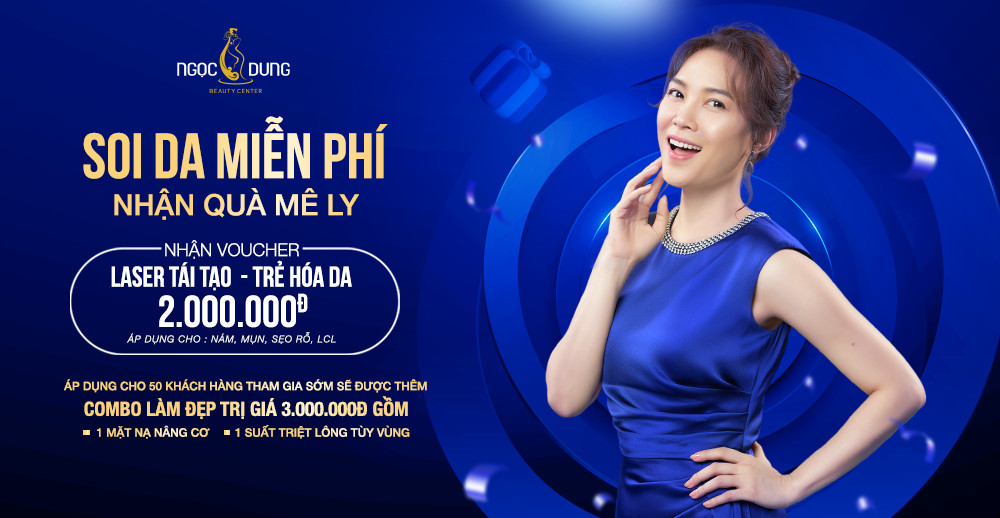 NGỌC DUNG
BEAUTY CENTER
SOI DA MIỄN PHÍ
NHẬN QUÀ MÊ LY
NHẬN VOUCHER
LASER TÁI TẠO - TRẺ HÓA DA
2.000.000Đ
ÁP DỤNG CHO : NÁM, MỤN, SẸO RỖ, LCL
ÁP DỤNG CHO 50 KHÁCH HÀNG THAM GIA SỚM SẼ ĐƯỢC THÊM
COMBO LÀM ĐẸP TRỊ GIÁ 3.000.000Đ GỒM
▪ 1 MẶT NẠ NÂNG CƠ ▪ 1 SUẤT TRIỆT LÔNG TÙY VÙNG